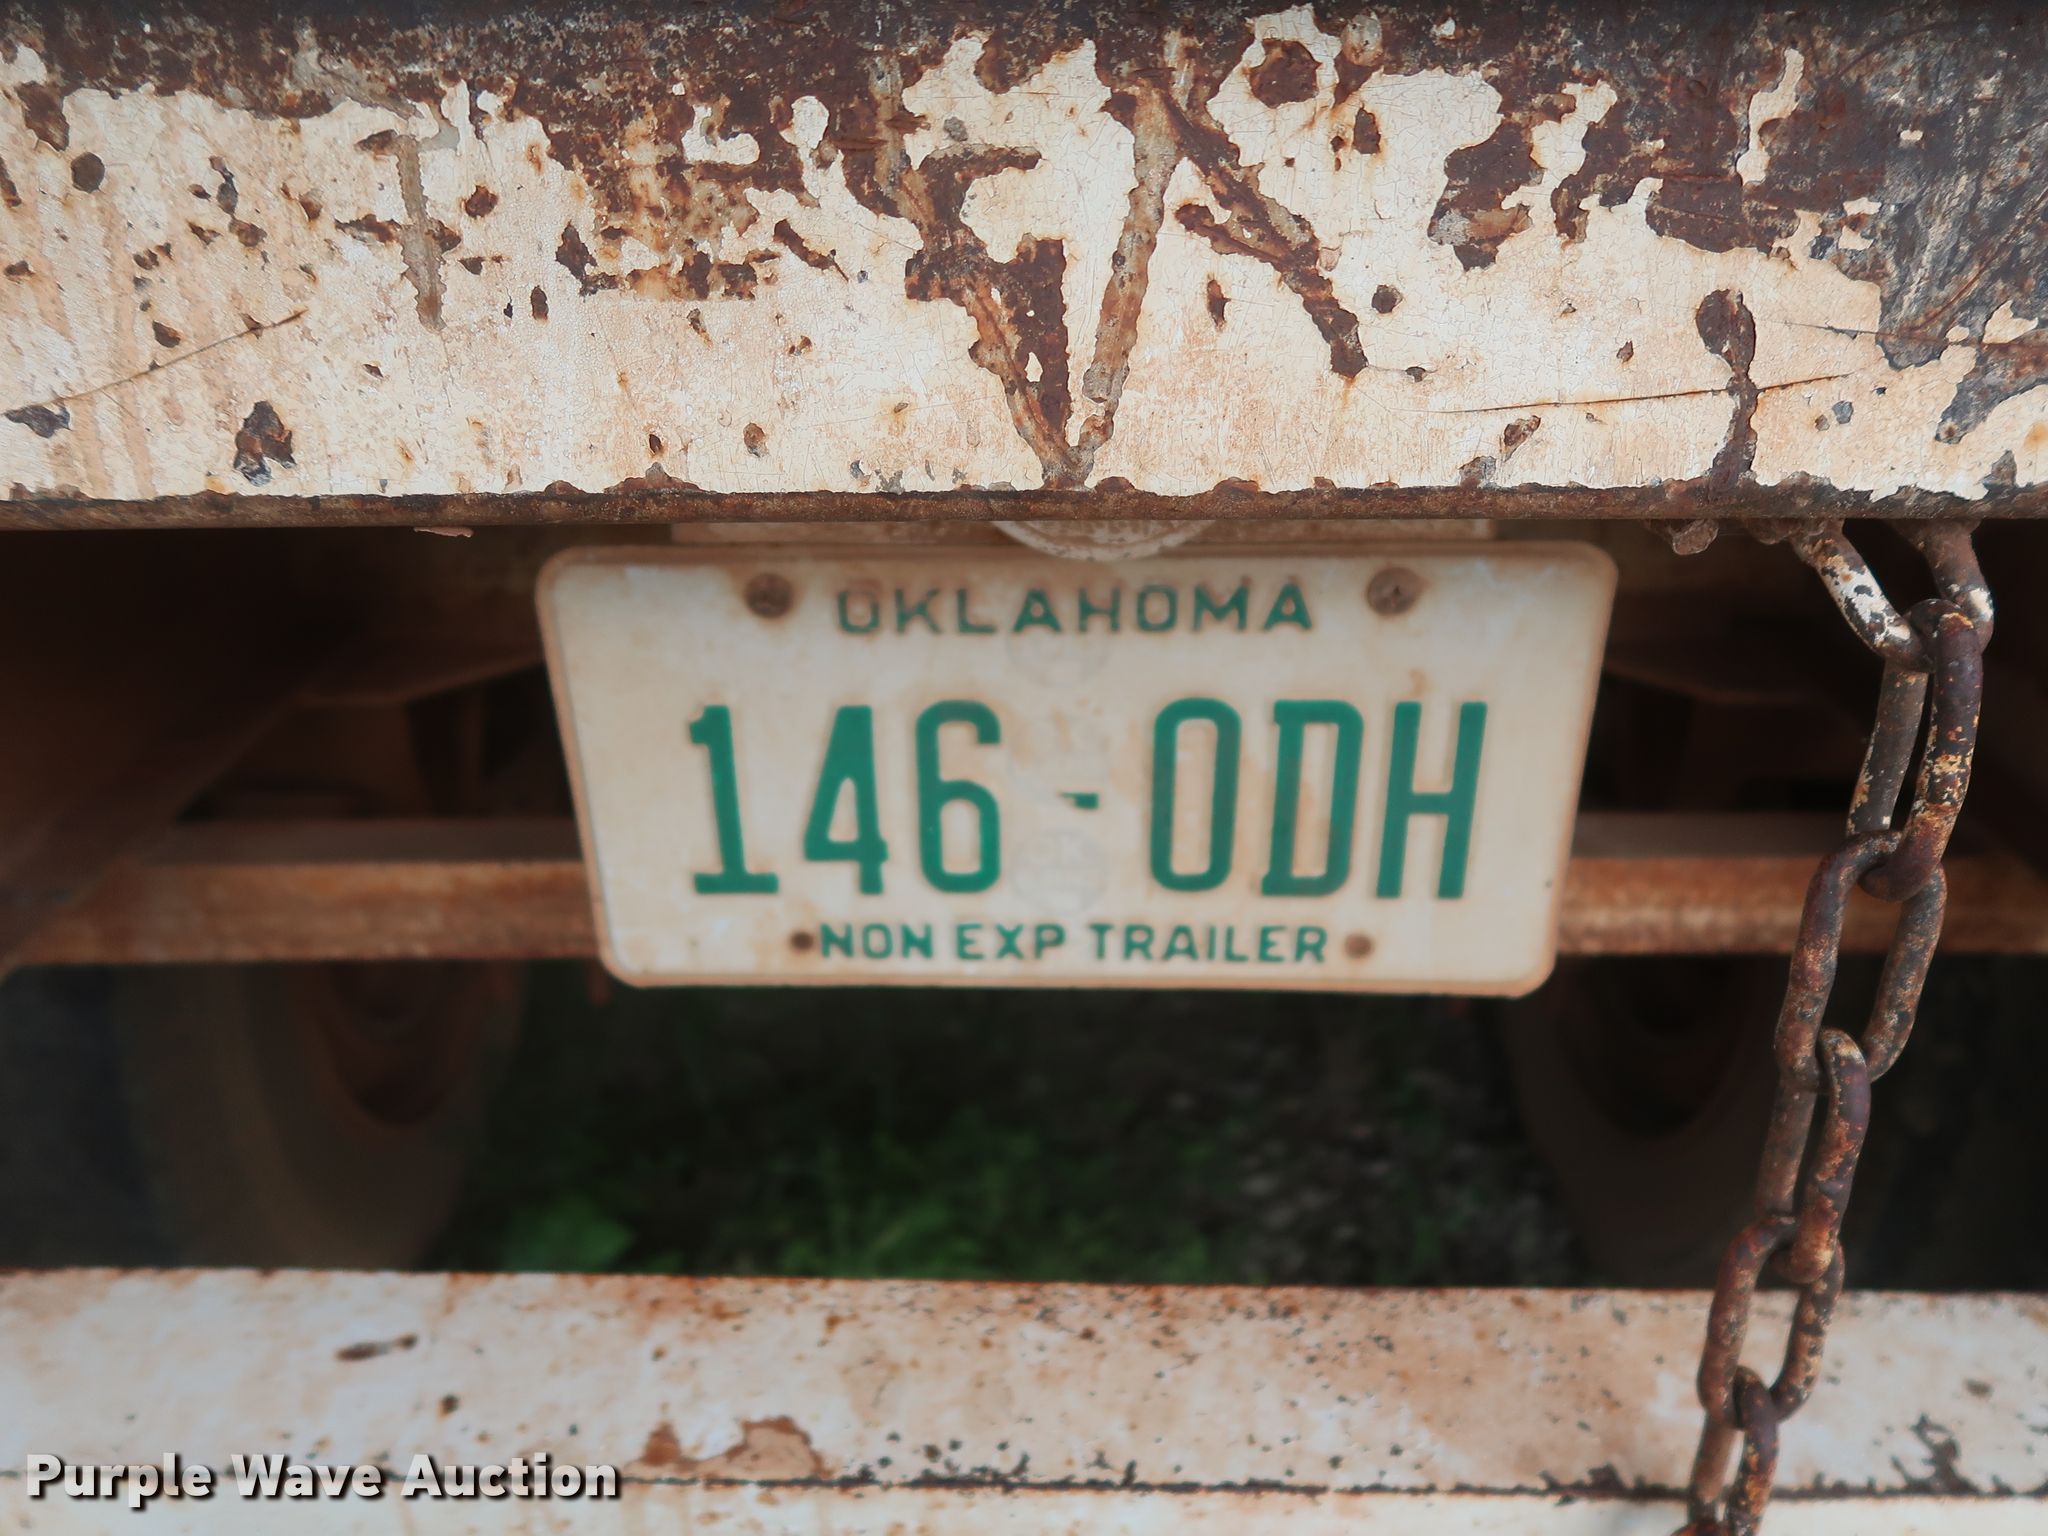 OKLAHOMA
146-ODH
NON EXP TRAILER
Purple Wave Auction